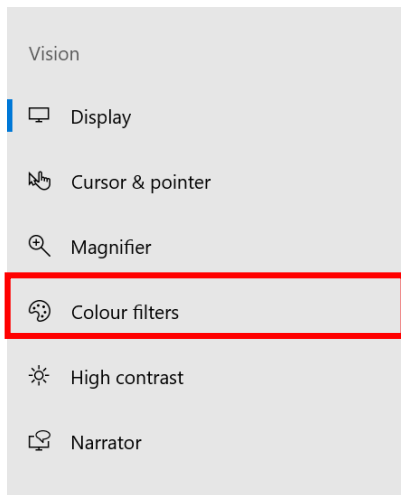 Vision
Display
Cursor & pointer
Magnifier
Colour filters
High contrast
Narrator